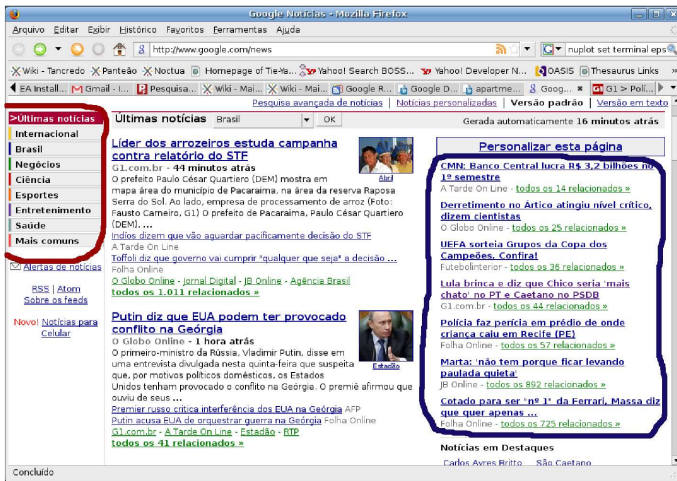 Google Notícias - Mozilla Firefox
Arquivo Editar Exibir Histórico Favoritos Ferramentas Ajuda
http://www.google.com/news
nuplot set terminal eps
Wiki - Tancredo Panteão Noctua Homepage of Tie-Ya... Yahoo! Search BOSS... Yahoo! Developer N... OASIS Thesaurus Links »
EA Install... Gmail - I... Pesquisa... Wiki - Mai... Wiki - Mai... Google R... Google D... apartme... Goog... G1 > Polí...
Pesquisa avançada de notícias | Notícias personalizadas | Versão padrão | Versão em texto
>Últimas notícias
Internacional
Brasil
Negócios
Ciência
Esportes
Entretenimento
Saúde
Mais comuns
Alertas de notícias
RSS | Atom
Sobre os feeds
Novo! Notícias para
Celular
Últimas notícias Brasil OK Gerada automaticamente 16 minutos atrás
Líder dos arrozeiros estuda campanha
contra relatório do STF
G1.com.br - 44 minutos atrás
O prefeito Paulo César Quartiero (DEM) mostra em
mapa área do município de Pacaraima, na área da reserva Raposa
Serra do Sol. Ao lado, empresa de processamento de arroz (Foto:
Fausto Carneiro, G1) O prefeito de Pacaraima, Paulo César Quartiero
(DEM), ...
Abril
Índios dizem que vão aguardar pacificamente decisão do STF
A Tarde On Line
Toffoli diz que governo vai cumprir "qualquer que seja" a decisão ...
Folha Online
O Globo Online - Jornal Digital - JB Online - Agência Brasil
todos os 1.011 relacionados »
Putin diz que EUA podem ter provocado
conflito na Geórgia
O Globo Online - 1 hora atrás
O primeiro-ministro da Rússia, Vladimir Putin, disse em
uma entrevista divulgada nesta quinta-feira que suspeita
que, por motivos políticos domésticos, os Estados
Unidos tenham provocado o conflito na Geórgia. O premiê afirmou que
ouviu de seus ...
Estadão
Premier russo critica interferência dos EUA na Geórgia AFP
Putin acusa EUA de orquestrar guerra na Geórgia Folha Online
G1.com.br - A Tarde On Line - Estadão - RTP
todos os 41 relacionados »
Personalizar esta página
CMN: Banco Central lucra R$ 3,2 bilhões no
1º semestre
A Tarde On Line - todos os 14 relacionados »
Derretimento no Ártico atingiu nível crítico,
dizem cientistas
O Globo Online - todos os 25 relacionados »
UEFA sorteia Grupos da Copa dos
Campeões. Confira!
Futebolinterior - todos os 36 relacionados »
Lula brinca e diz que Chico seria 'mais
chato' no PT e Caetano no PSDB
G1.com.br - todos os 44 relacionados »
Polícia faz perícia em prédio de onde
criança caiu em Recife (PE)
Folha Online - todos os 57 relacionados »
Marta: 'não tem porque ficar levando
paulada quieta'
JB Online - todos os 892 relacionados »
Cotado para ser "nº 1" da Ferrari, Massa diz
que quer apenas ...
Folha Online - todos os 725 relacionados »
Notícias em Destaques
Carlos Ayres Britto São Caetano
Concluído